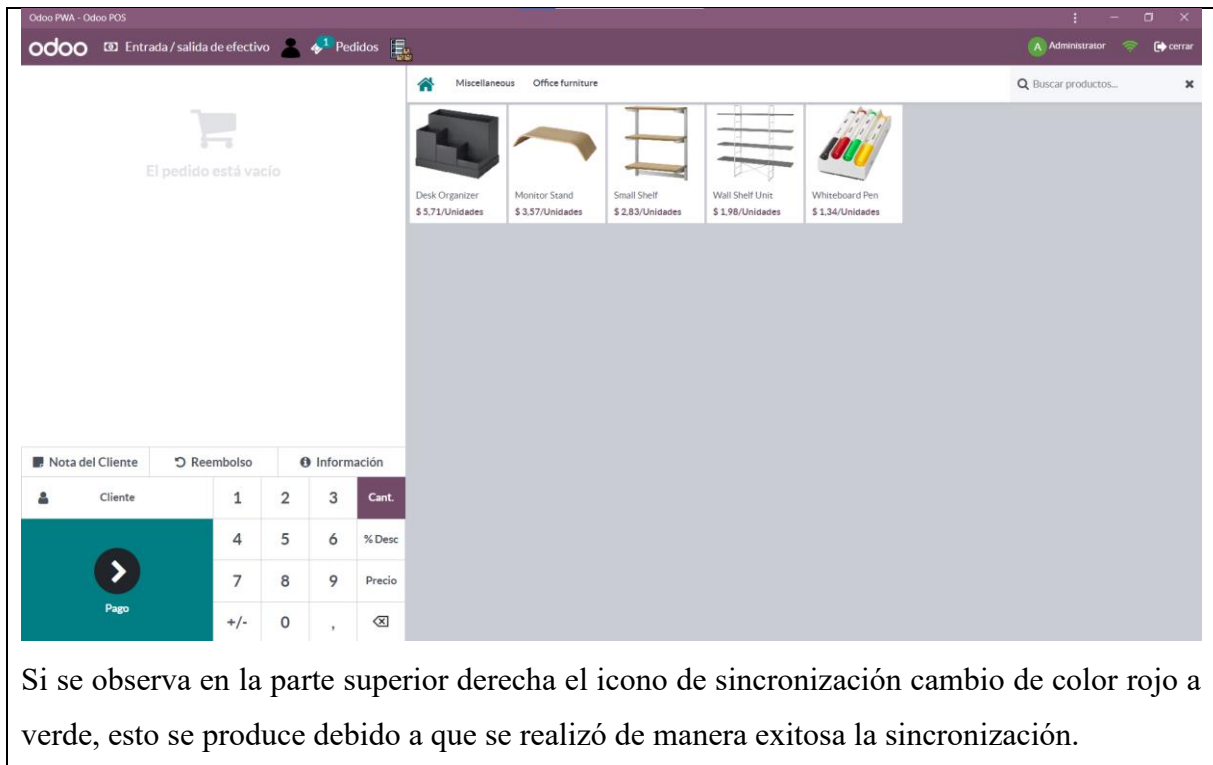 Odoo PWA - Odoo POS
odoo Entrada / salida de efectivo 1 Pedidos A Administrator cerrar
Miscellaneous Office furniture Buscar productos...
El pedido está vacío
Desk Organizer Monitor Stand Small Shelf Wall Shelf Unit Whiteboard Pen
$ 5,71/Unidades $ 3,57/Unidades $ 2,83/Unidades $ 1,98/Unidades $ 1,34/Unidades
Nota del Cliente Reembolso Información
Cliente 1 2 3 Cant.
4 5 6 % Desc
7 8 9 Precio
Pago
+/- 0 ,
Si se observa en la parte superior derecha el icono de sincronización cambio de color rojo a
verde, esto se produce debido a que se realizó de manera exitosa la sincronización.